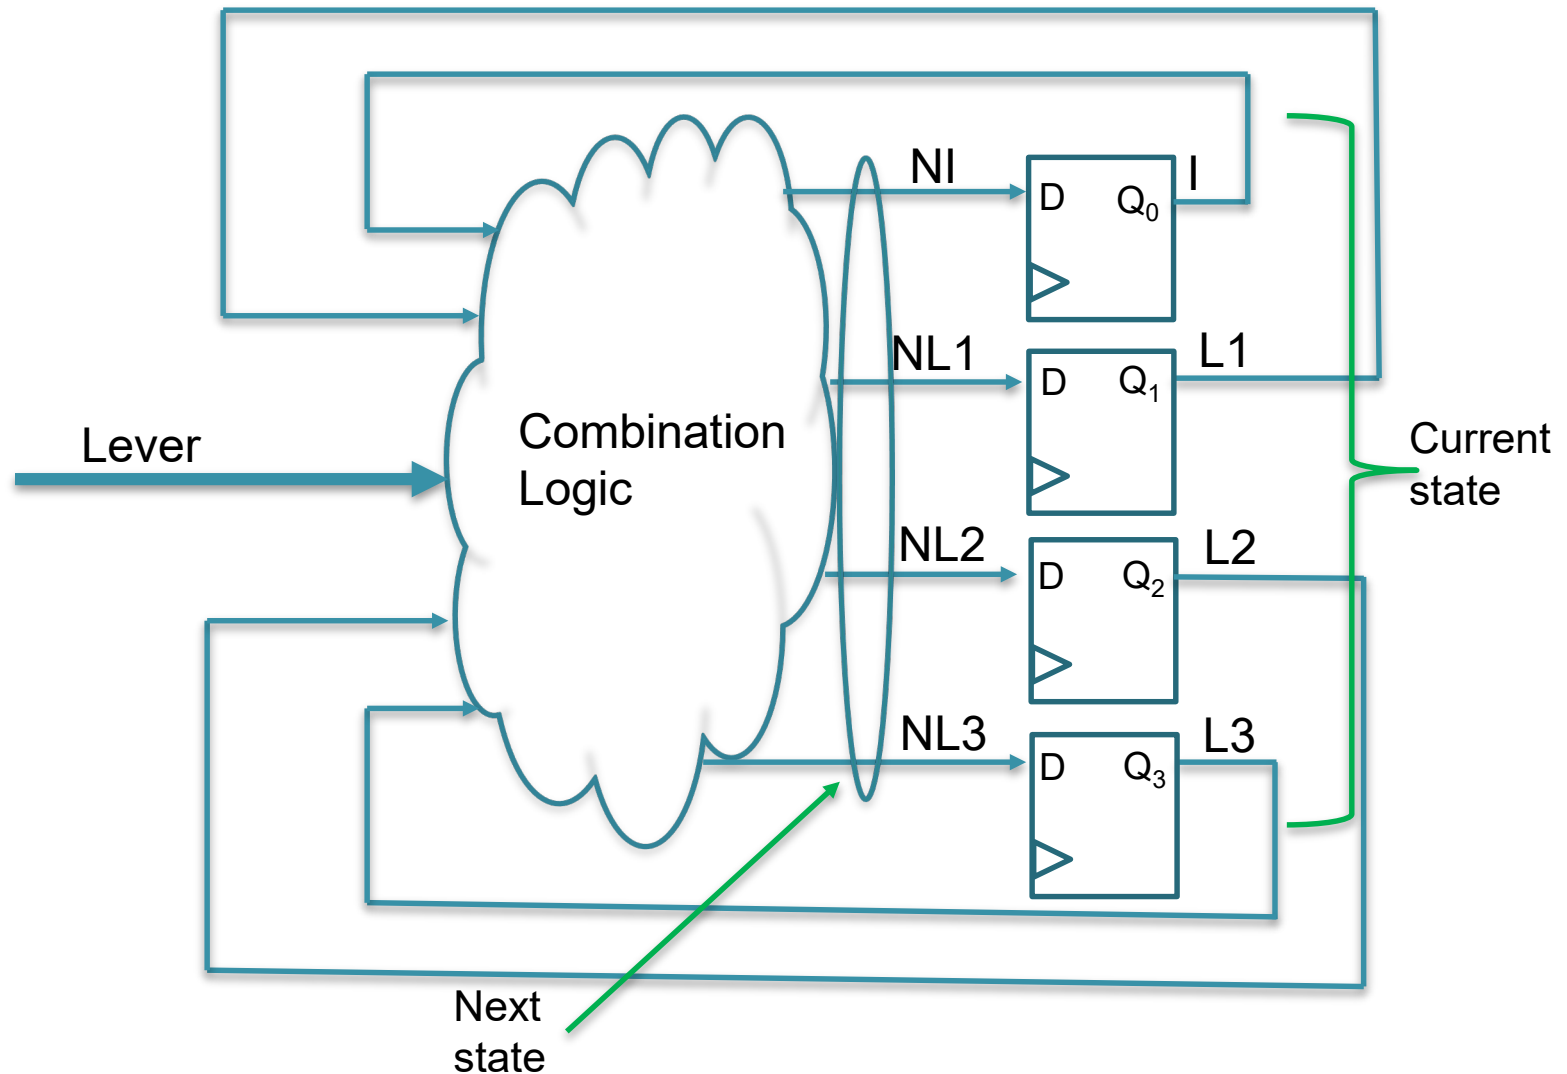 NI
I
D
Q0
NL1
L1
D
Q1
Lever
Combination
Logic
Current
state
NL2
L2
D
Q2
NL3
L3
D
Q3
Next
state